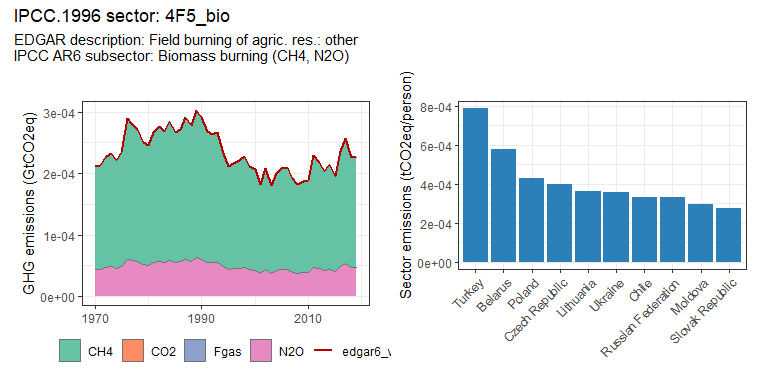 IPCC.1996 sector: 4F5_bio
EDGAR description: Field burning of agric. res.: other
IPCC AR6 subsector: Biomass burning (CH4, N2O)
GHG emissions (GtCO2eq)
3e-04
2e-04
1e-04
0e+00
1970
1990
2010
CH4
CO2
Fgas
N2O
edgar6_v
Sector emissions (tCO2eq/person)
8e-04
6e-04
4e-04
2e-04
0e+00
Turkey
Belarus
Poland
Czech Republic
Lithuania
Ukraine
Chile
Russian Federation
Moldova
Slovak Republic